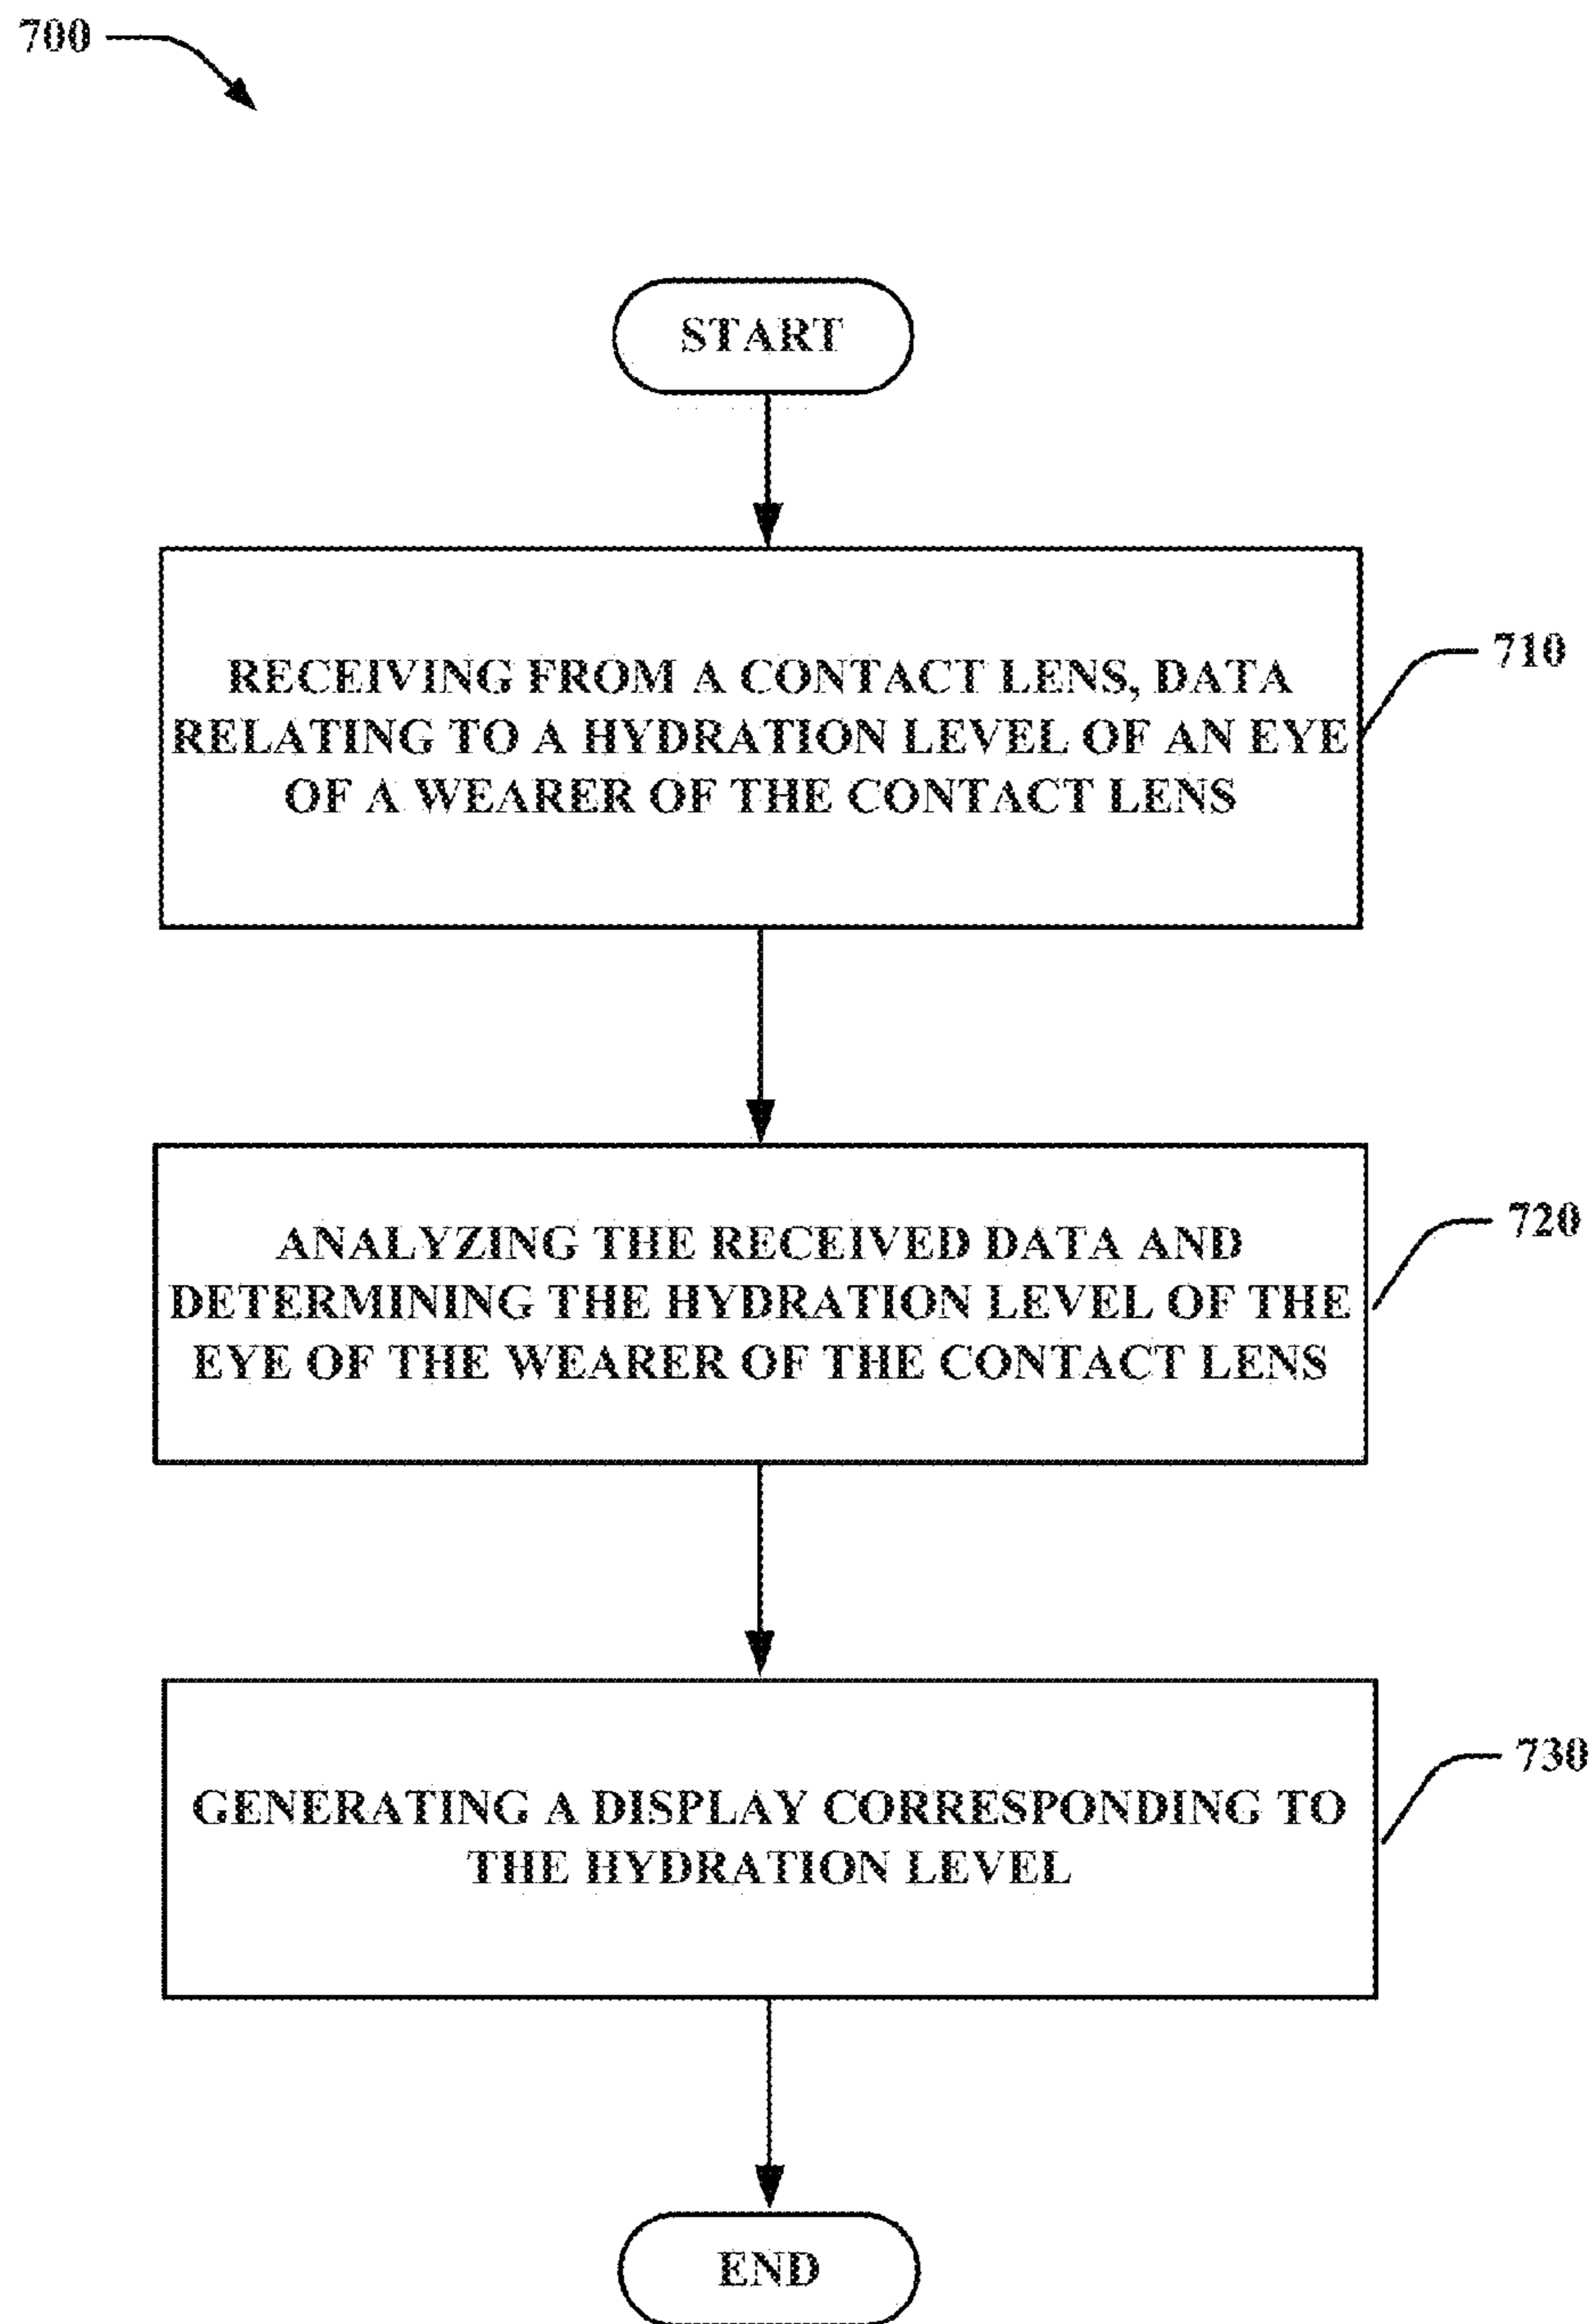 700
START
RECEIVING FROM A CONTACT LENS, DATA
RELATING TO A HYDRATION LEVEL OF AN EYE
OF A WEARER OF THE CONTACT LENS
710
ANALYZING THE RECEIVED DATA AND
DETERMINING THE HYDRATION LEVEL OF THE
EYE OF THE WEARER OF THE CONTACT LENS
720
GENERATING A DISPLAY CORRESPONDING TO
THE HYDRATION LEVEL
730
END